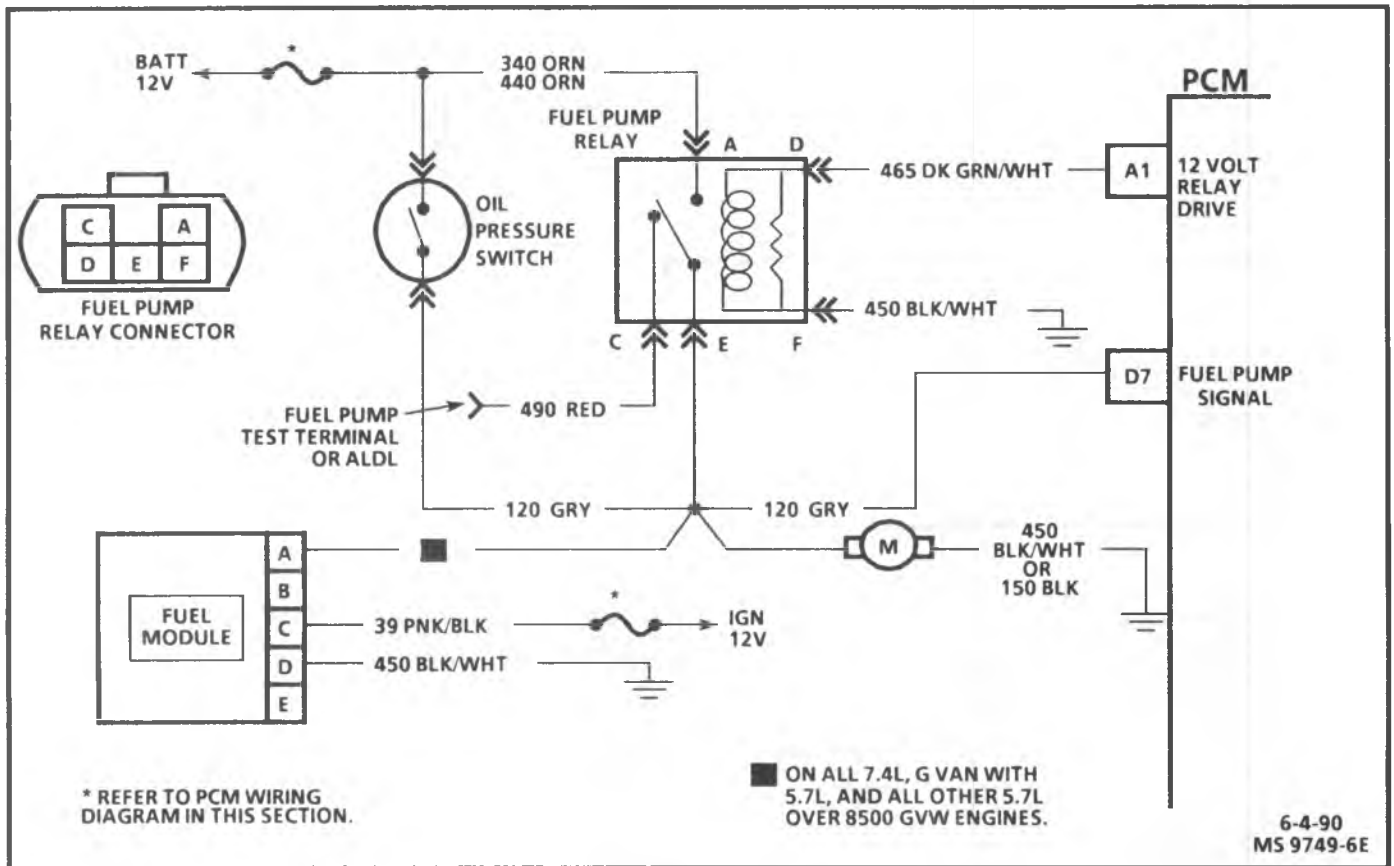 BATT
12V
*
340 ORN
440 ORN
PCM
FUEL PUMP
RELAY
A D
465 DK GRN/WHT
A1
12 VOLT
RELAY
DRIVE
C A
D E F
FUEL PUMP
RELAY CONNECTOR
OIL
PRESSURE
SWITCH
450 BLK/WHT
C E F
D7
FUEL PUMP
SIGNAL
FUEL PUMP
TEST TERMINAL
OR ALDL
490 RED
120 GRY
120 GRY
M
450
BLK/WHT
OR
150 BLK
FUEL
MODULE
A
B
C
D
E
39 PNK/BLK
*
IGN
12V
450 BLK/WHT
* REFER TO PCM WIRING
DIAGRAM IN THIS SECTION.
ON ALL 7.4L, G VAN WITH
5.7L, AND ALL OTHER 5.7L
OVER 8500 GVW ENGINES.
6-4-90
MS 9749-6E